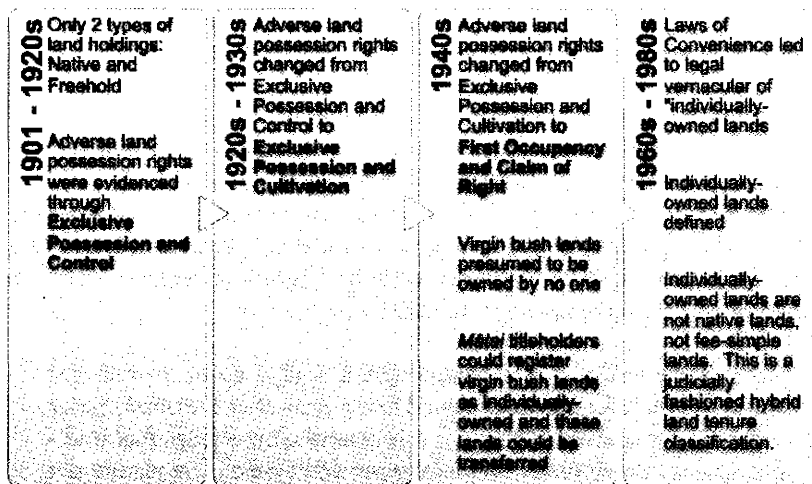 1901 - 1920s
Only 2 types of
land holdings:
Native and
Freehold
Adverse land
possession rights
were evidenced
through
Exclusive
Possession and
Control
1920s - 1930s
Adverse land
possession rights
changed from
Exclusive
Possession and
Control to
Exclusive
Possession and
Cultivation
1940s
Adverse land
possession rights
changed from
Exclusive
Possession and
Cultivation to
First Occupancy
and Claim of
Right
Virgin bush lands
presumed to be
owned by no one
Matai titleholders
could register
virgin bush lands
as individually-
owned and these
lands could be
transferred
1960s - 1980s
Laws of
Convenience led
to legal
vernacular of
"individually-
owned lands
Individually-
owned lands
defined
Individually-
owned lands are
not native lands,
not fee-simple
lands. This is a
judicially
fashioned hybrid
land tenure
classification.